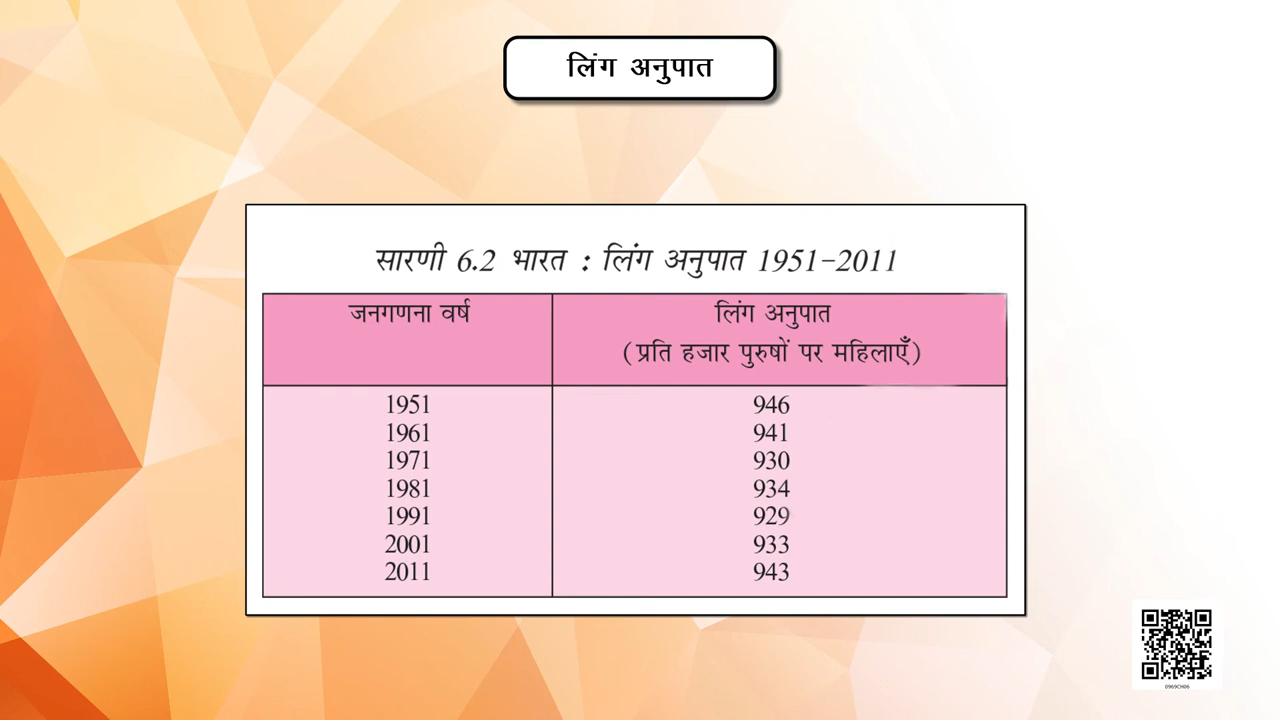 लिंग अनुपात
सारणी 6.2 भारत : लिंग अनुपात 1951-2011
जनगणना वर्ष लिंग अनुपात
(प्रति हजार पुरुषों पर महिलाएँ)
1951 946
1961 941
1971 930
1981 934
1991 929
2001 933
2011 943
0969CH06